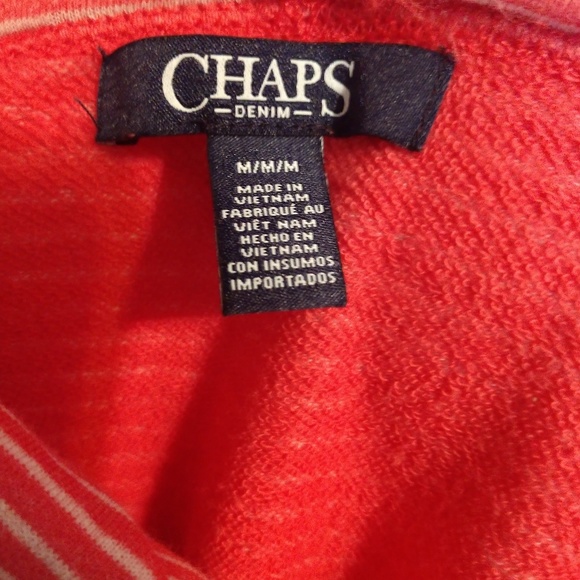 CHAPS
DENIM
M/M/M
MADE IN
VIETNAM
FABRIQUÉ AU
VIÊT NAM
HECHO EN
VIETNAM
CON INSUMOS
IMPORTADOS